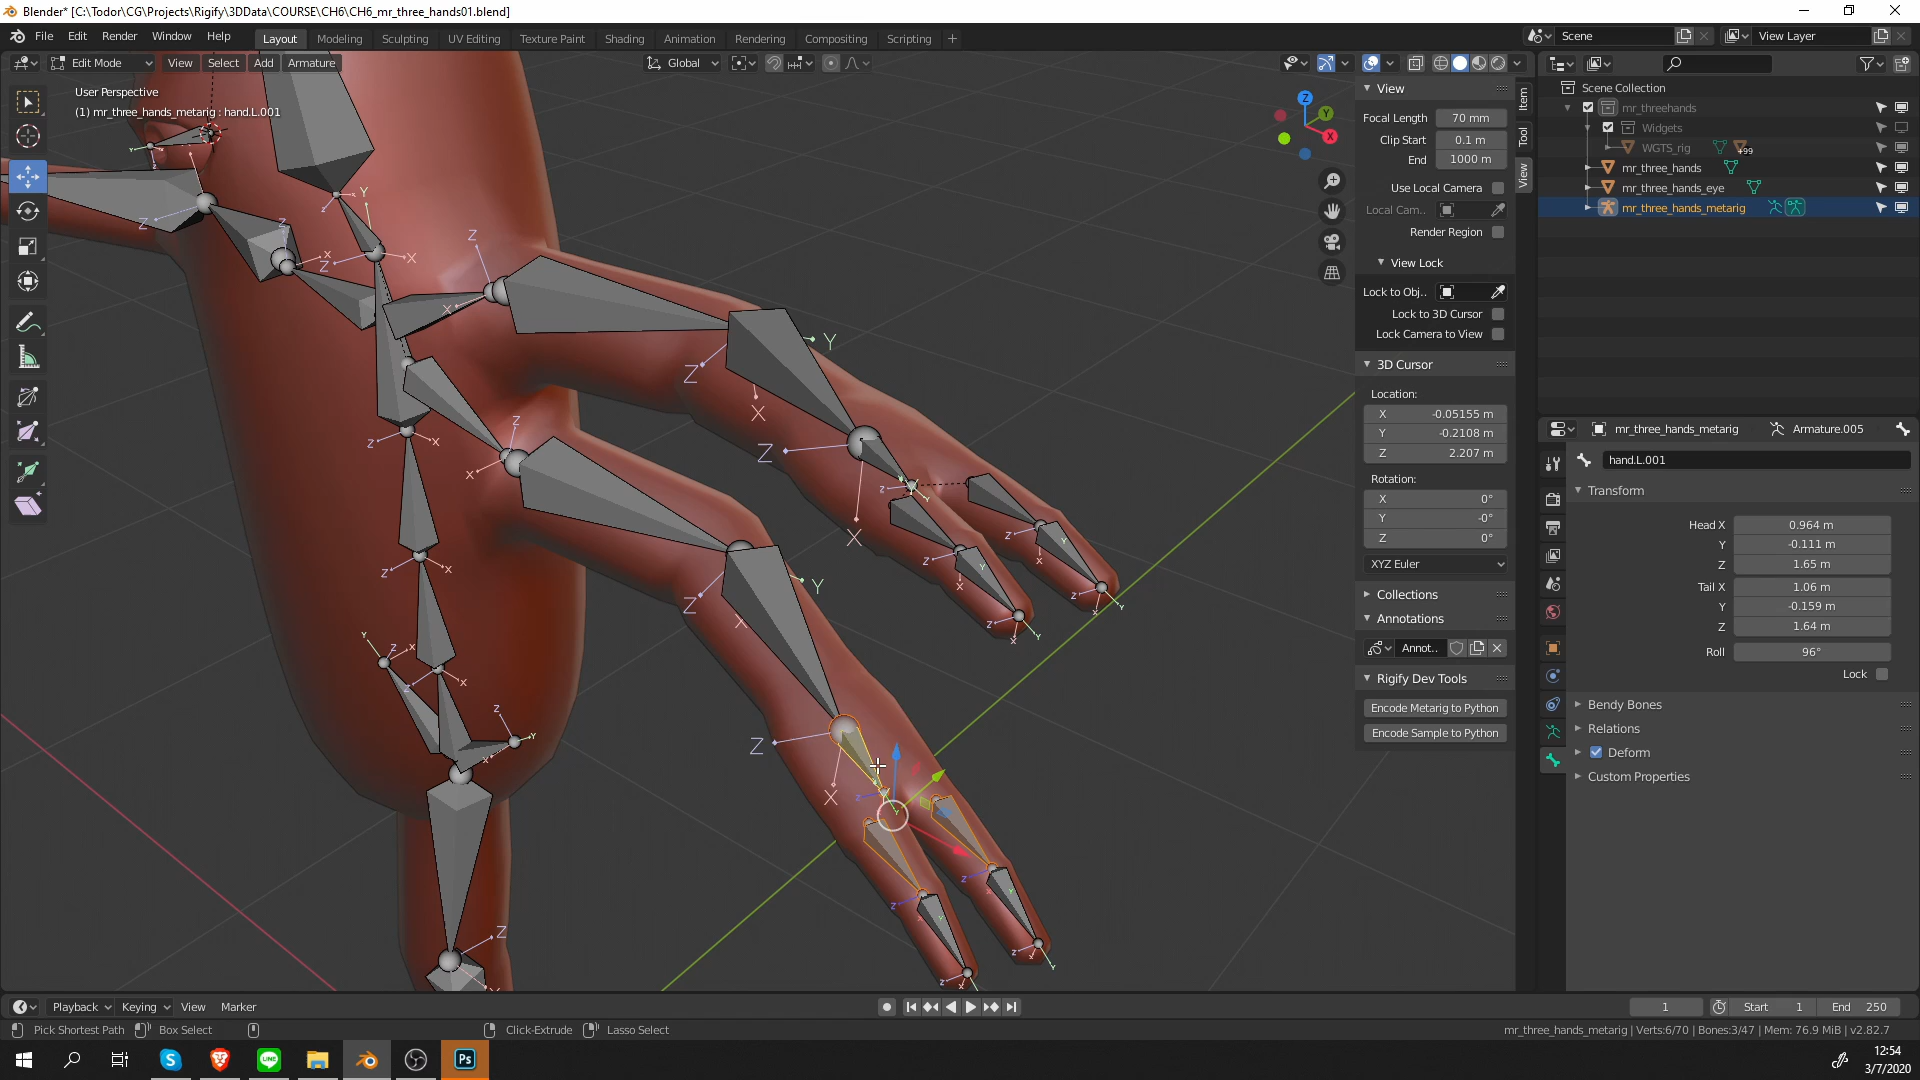 Blender* [C:\Todor\CG\Projects\Rigify\3DData\COURSE\CH6\CH6_mr_three_hands01.blend]
File Edit Render Window Help Layout Modeling Sculpting UV Editing Texture Paint Shading Animation Rendering Compositing Scripting + Scene View Layer
Edit Mode View Select Add Armature Global
User Perspective
(1) mr_three_hands_metarig : hand.L.001
Item
Tool
View
View
Focal Length 70 mm
Clip Start 0.1 m
End 1000 m
Use Local Camera
Local Cam..
Render Region
View Lock
Lock to Obj..
Lock to 3D Cursor
Lock Camera to View
3D Cursor
Location:
X -0.05155 m
Y -0.2108 m
Z 2.207 m
Rotation:
X 0°
Y -0°
Z 0°
XYZ Euler
Collections
Annotations
Annot..
Rigify Dev Tools
Encode Metarig to Python
Encode Sample to Python
Scene Collection
mr_threehands
Widgets
WGTS_rig +99
mr_three_hands
mr_three_hands_eye
mr_three_hands_metarig
mr_three_hands_metarig Armature.005
hand.L.001
Transform
Head X 0.964 m
Y -0.111 m
Z 1.65 m
Tail X 1.06 m
Y -0.159 m
Z 1.64 m
Roll 96°
Lock
Bendy Bones
Relations
Deform
Custom Properties
Playback Keying View Marker 1 Start 1 End 250
Pick Shortest Path Box Select Click-Extrude Lasso Select mr_three_hands_metarig | Verts:6/70 | Bones:3/47 | Mem: 76.9 MiB | v2.82.7
12:54
3/7/2020